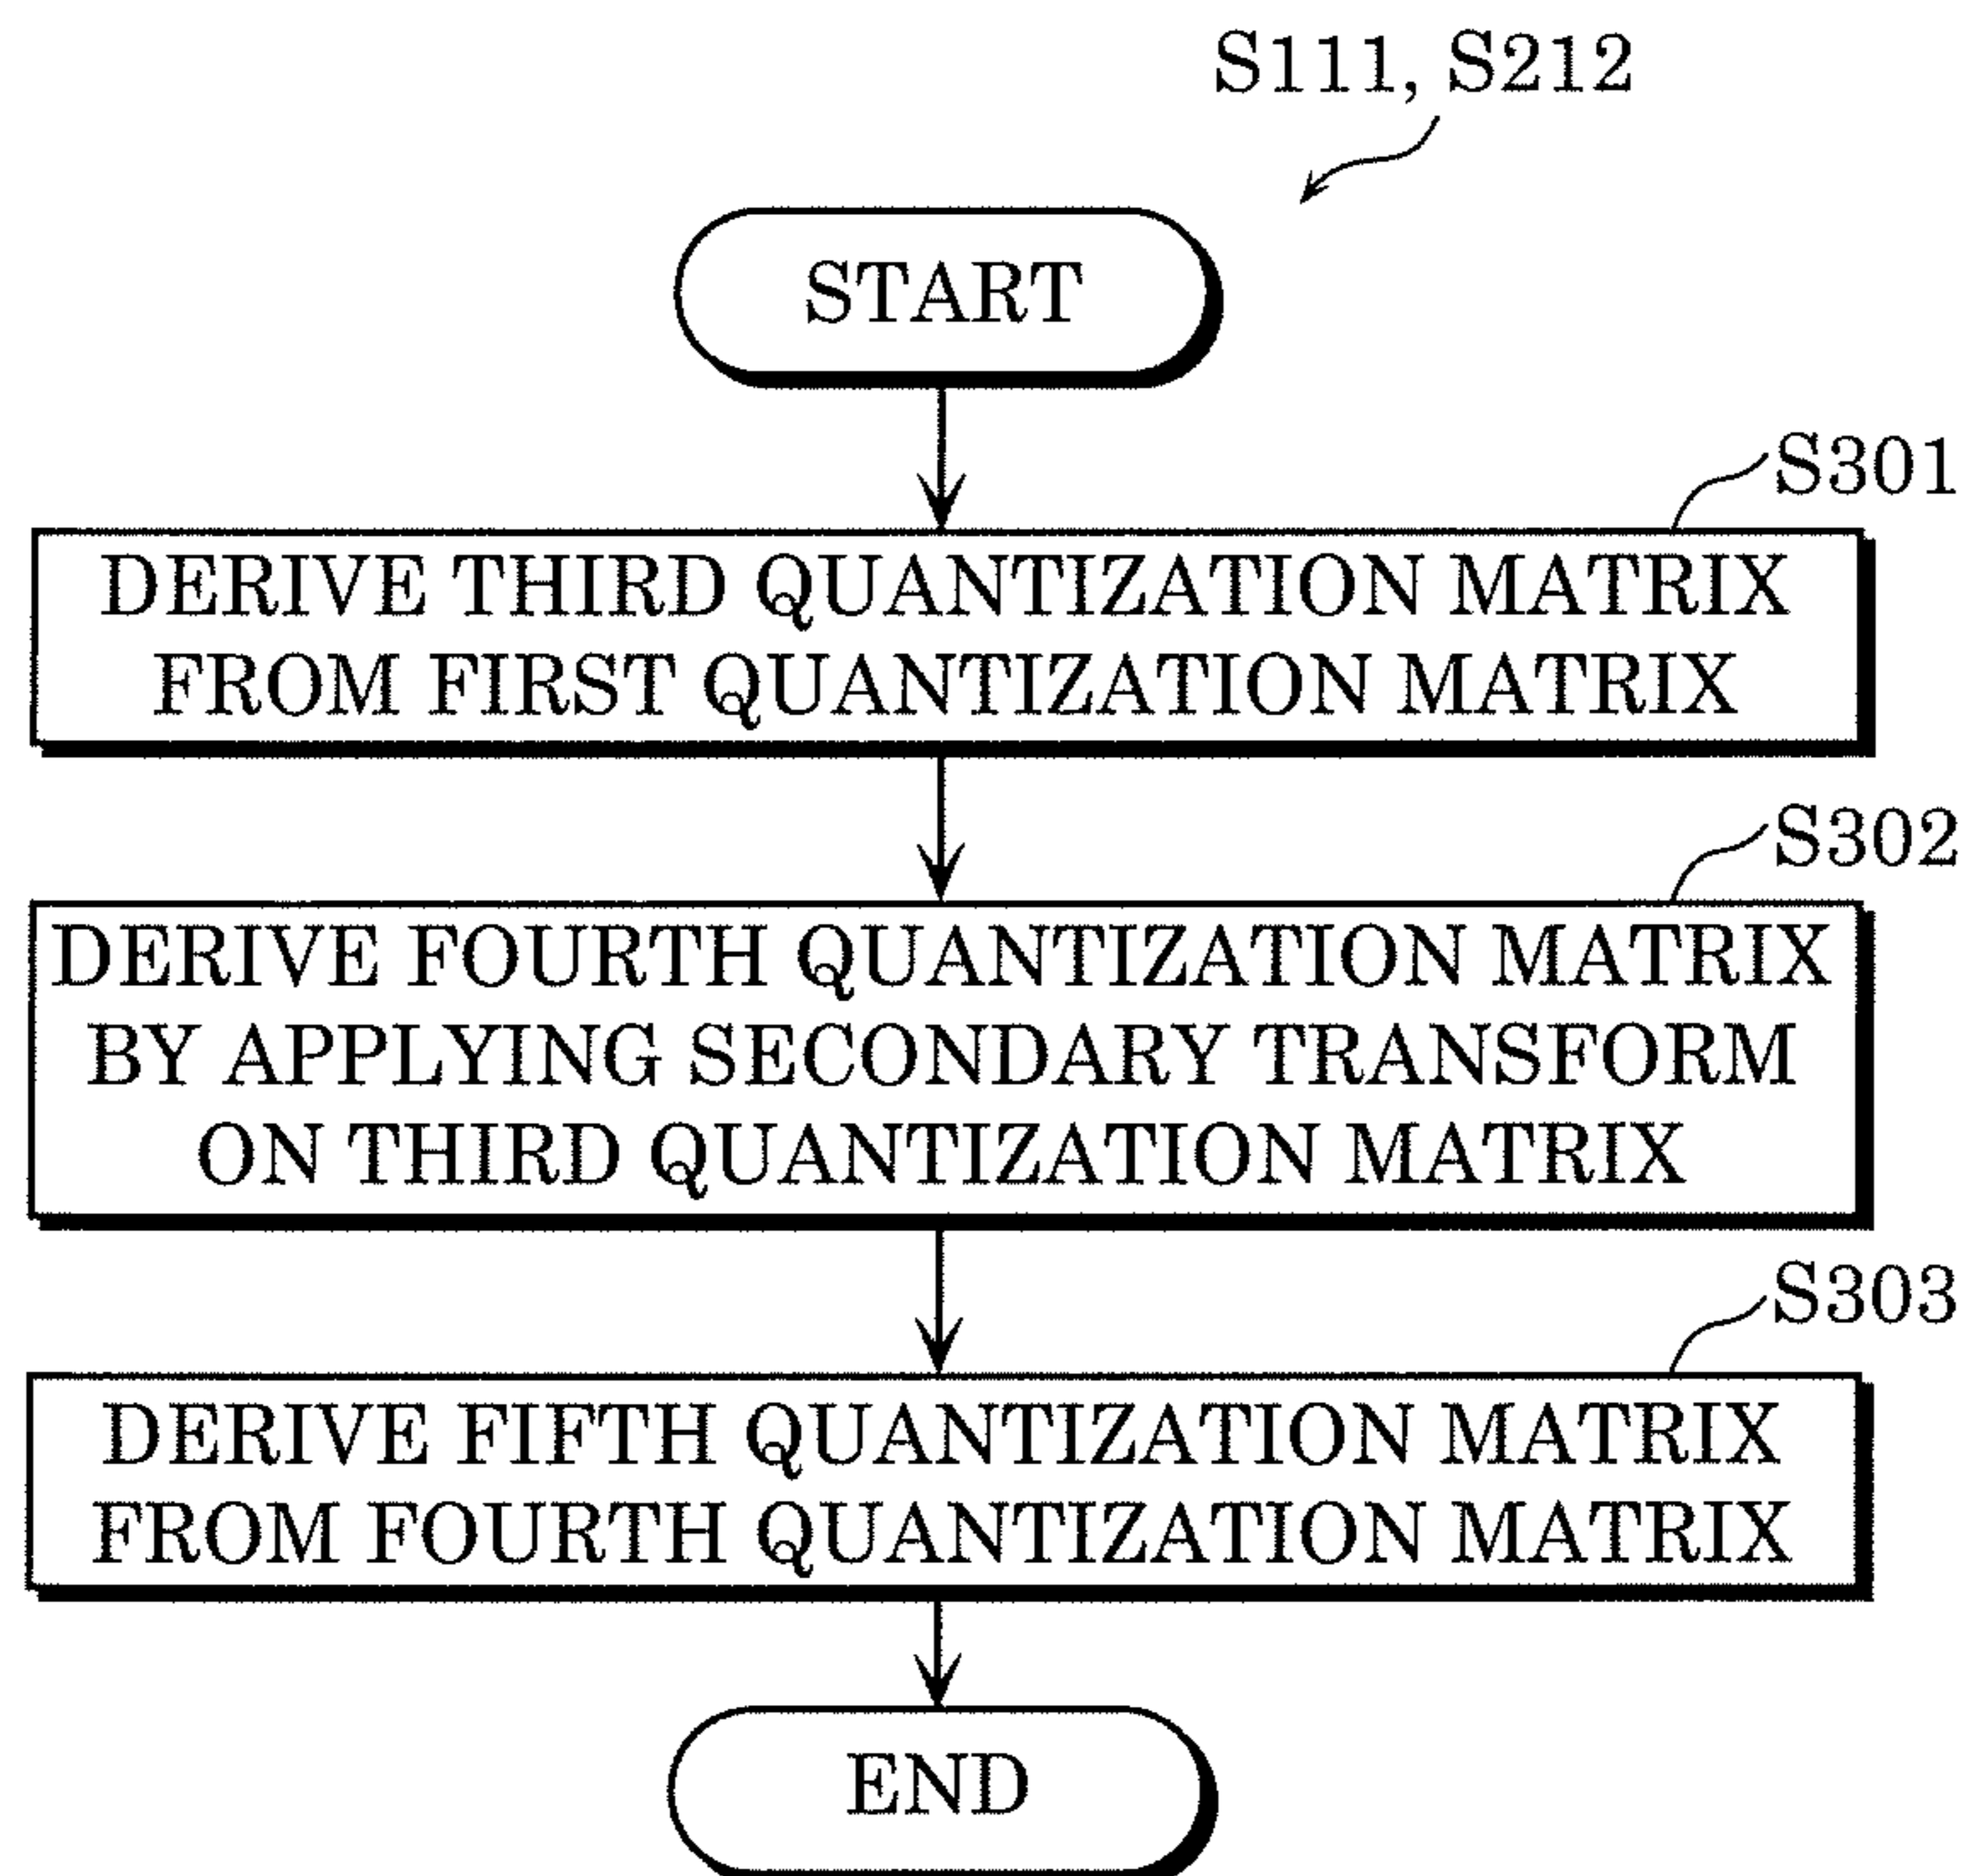 S111, S212
START
S301
DERIVE THIRD QUANTIZATION MATRIX
FROM FIRST QUANTIZATION MATRIX
S302
DERIVE FOURTH QUANTIZATION MATRIX
BY APPLYING SECONDARY TRANSFORM
ON THIRD QUANTIZATION MATRIX
S303
DERIVE FIFTH QUANTIZATION MATRIX
FROM FOURTH QUANTIZATION MATRIX
END